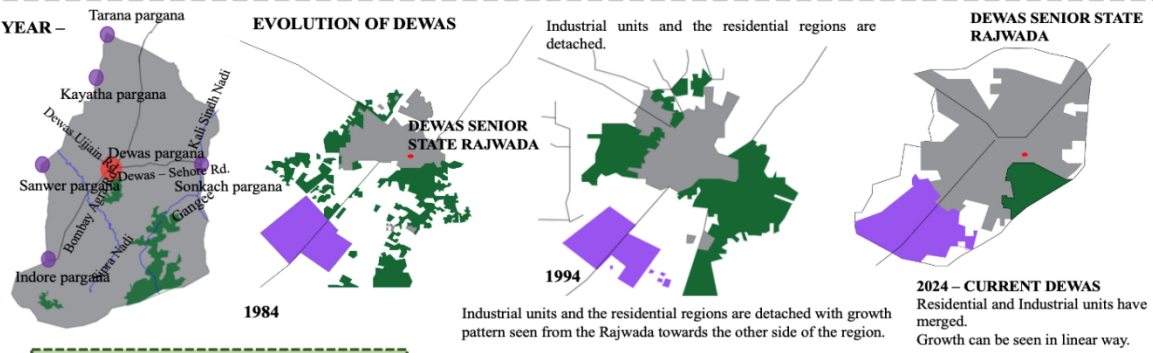 YEAR –
Tarana pargana
Kayatha pargana
Dewas Ujjain Rd.
Kali Sindh Nadi
Dewas pargana
Dewas – Sehore Rd.
Sanwer pargana
Sonkach pargana
Bombay Agra Rd.
Sipra Nadi
Indore pargana
EVOLUTION OF DEWAS
DEWAS SENIOR
STATE RAJWADA
1984
Industrial units and the residential regions are
detached.
1994
Industrial units and the residential regions are detached with growth
pattern seen from the Rajwada towards the other side of the region.
DEWAS SENIOR STATE
RAJWADA
2024 – CURRENT DEWAS
Residential and Industrial units have
merged.
Growth can be seen in linear way.